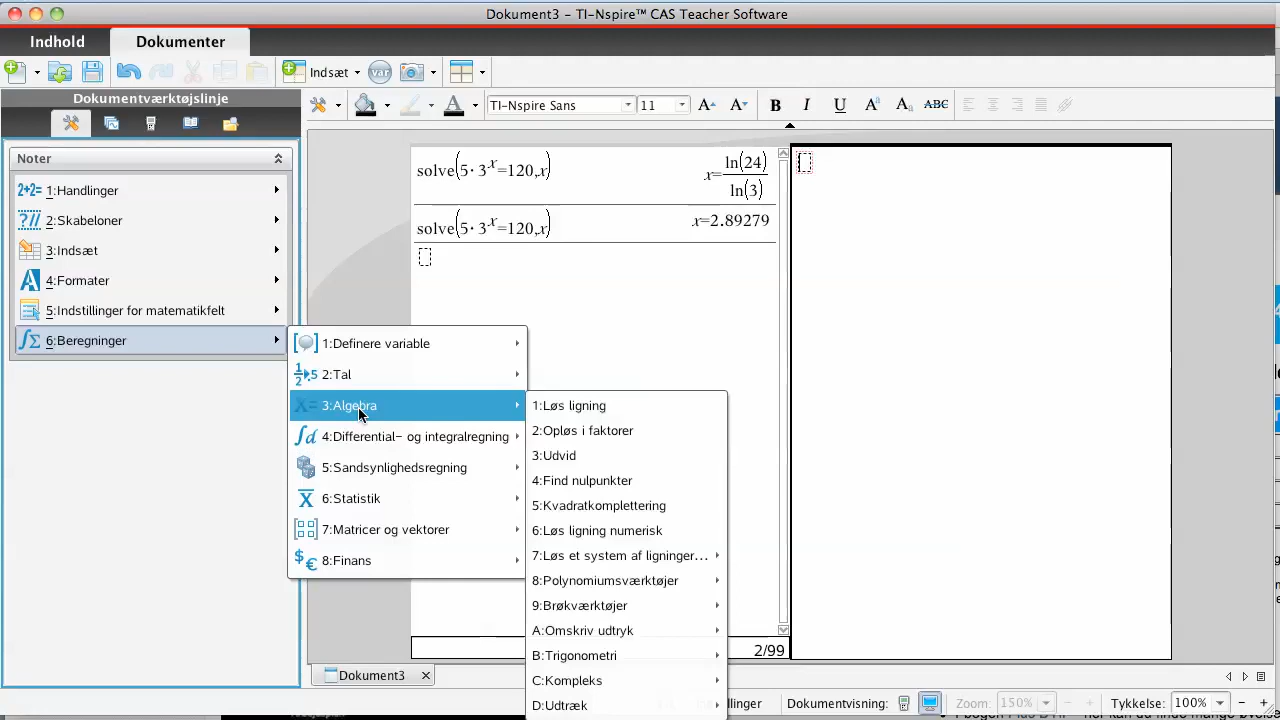 Dokument3 - TI-Nspire™ CAS Teacher Software
Indhold
Dokumenter
Indsæt
var
Dokumentværktøjslinje
TI-Nspire Sans
11
B
I
U
ABC
Noter
1:Handlinger
2:Skabeloner
3:Indsæt
4:Formater
5:Indstillinger for matematikfelt
6:Beregninger
1:Definere variable
2:Tal
3:Algebra
4:Differential- og integralregning
5:Sandsynlighedsregning
6:Statistik
7:Matricer og vektorer
8:Finans
1:Løs ligning
2:Opløs i faktorer
3:Udvid
4:Find nulpunkter
5:Kvadratkomplettering
6:Løs ligning numerisk
7:Løs et system af ligninger...
8:Polynomiumsværktøjer
9:Brøkværktøjer
A:Omskriv udtryk
B:Trigonometri
C:Kompleks
D:Udtræk
solve(5·3^x=120,x)
x=ln(24)/ln(3)
solve(5·3^x=120,x)
x=2.89279
2/99
Dokument3
Dokumentvisning:
Zoom:
150%
Tykkelse:
100%